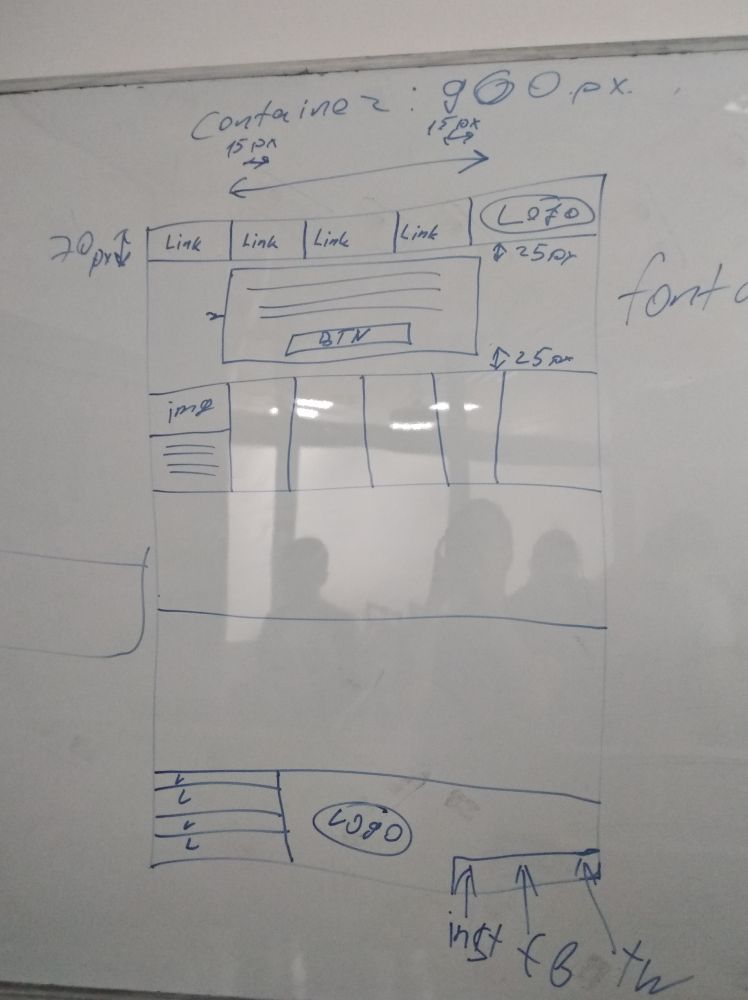 Container: 900.px.
15px 15px
Link Link Link Link LOGO
70px
25px
font
BTN
25px
img
L
L
L
L
LOGO
inst fB tw